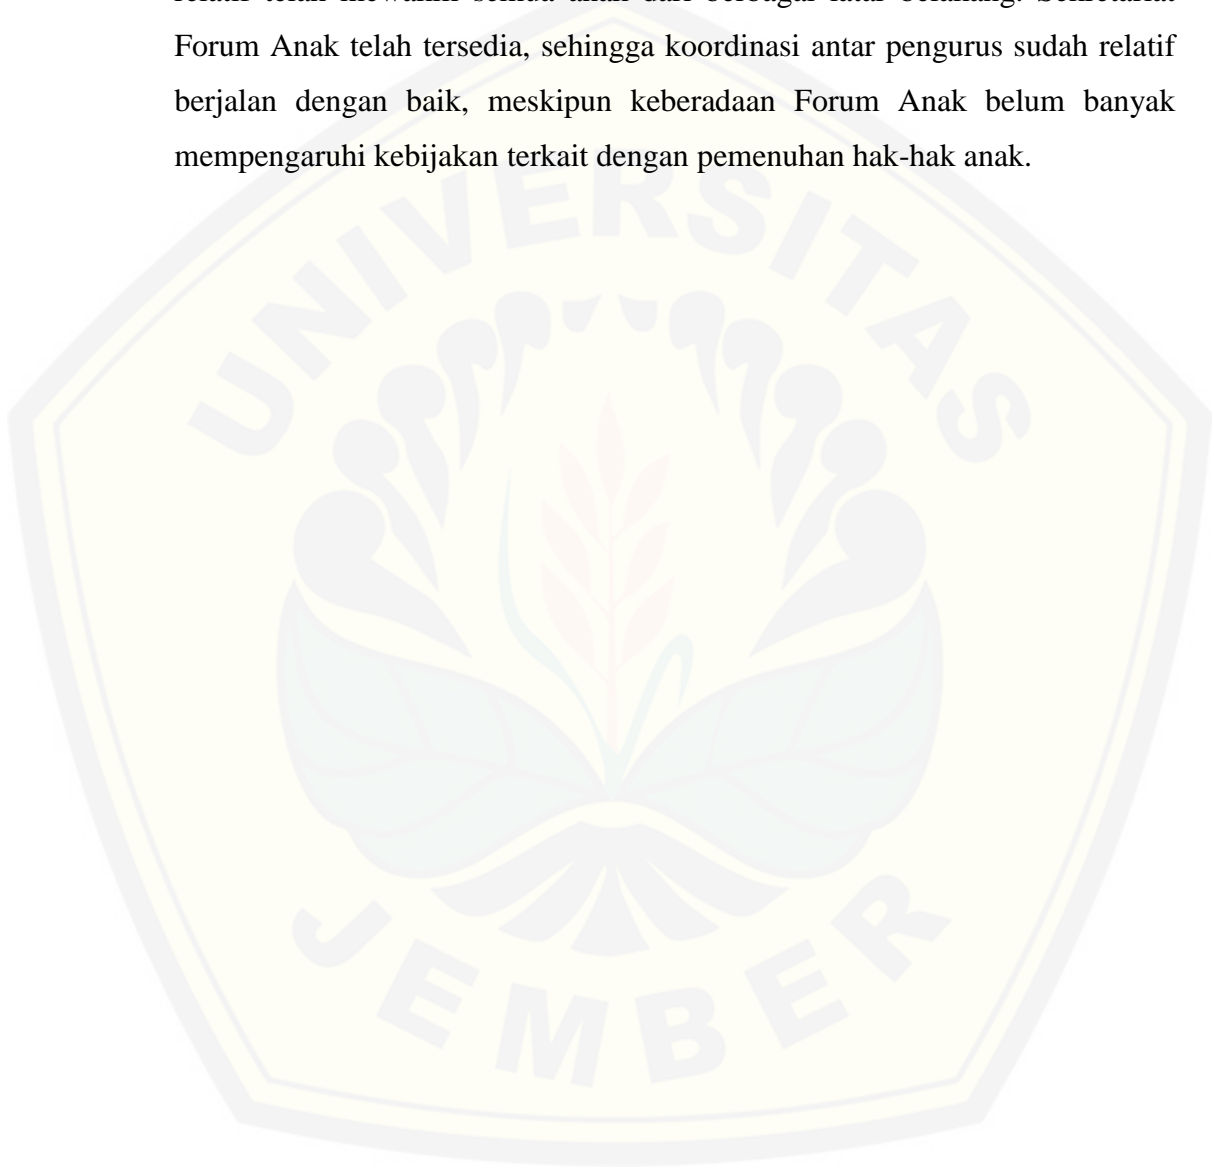 relatif telah mewakili semua anak dari berbagai latar belakang. Sekretariat
Forum Anak telah tersedia, sehingga koordinasi antar pengurus sudah relatif
berjalan dengan baik, meskipun keberadaan Forum Anak belum banyak
mempengaruhi kebijakan terkait dengan pemenuhan hak-hak anak.
UNIVERSITAS
JEMBER